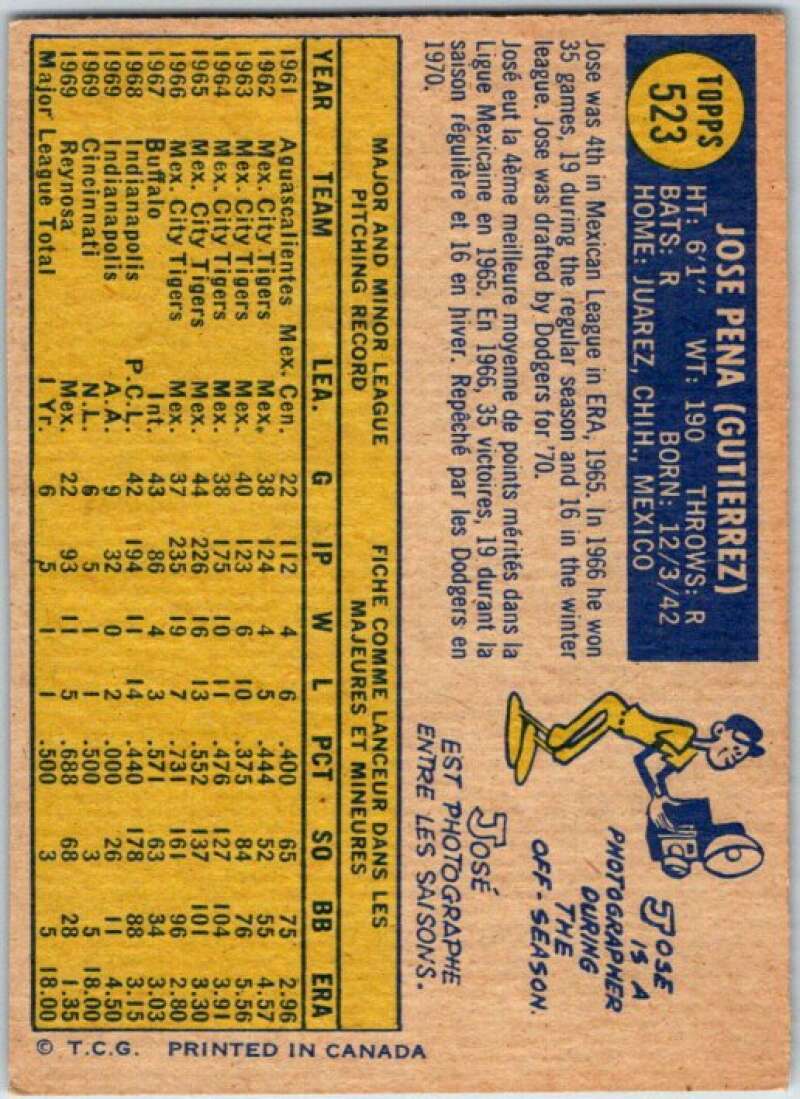 TOPPS
523
JOSE PENA (GUTIERREZ)
HT: 6'1" WT: 190 THROWS: R
BATS: R BORN: 12/3/42
HOME: JUAREZ, CHIH., MEXICO
Jose was 4th in Mexican League in ERA, 1965. In 1966 he won
35 games, 19 during the regular season and 16 in the winter
league. Jose was drafted by Dodgers for '70.
José eut la 4ème meilleure moyenne de points mérités dans la
Ligue Mexicaine en 1965. En 1966, 35 victoires, 19 durant la
saison régulière et 16 en hiver. Repêché par les Dodgers en
1970.
JOSE
IS A
PHOTOGRAPHER
DURING
THE
OFF-SEASON.
JOSÉ
EST PHOTOGRAPHE
ENTRE LES SAISONS.
MAJOR AND MINOR LEAGUE
PITCHING RECORD
FICHE COMME LANCEUR DANS LES
MAJEURES ET MINEURES
YEAR TEAM LEA. G IP W L PCT. SO BB ERA
1961 Aguascalientes Mex. Cen. 22 112 4 6 .400 65 75 2.96
1962 Mex. City Tigers Mex. 38 124 4 5 .444 52 55 4.57
1963 Mex. City Tigers Mex. 40 123 6 10 .375 84 76 5.56
1964 Mex. City Tigers Mex. 38 175 10 11 .476 127 104 3.91
1965 Mex. City Tigers Mex. 44 226 16 13 .552 137 101 3.30
1966 Mex. City Tigers Mex. 37 235 19 7 .731 161 96 2.80
1967 Buffalo Int. 43 86 4 3 .571 63 34 3.03
1968 Indianapolis P.C.L. 42 194 11 14 .440 178 88 3.15
1969 Indianapolis A.A. 9 32 0 2 .000 26 11 4.50
1969 Cincinnati N.L. 6 5 1 1 .500 3 5 18.00
1969 Reynosa Mex. 22 93 11 5 .688 68 28 1.35
Major League Total 1 Yr. 6 5 1 1 .500 3 5 18.00
© T.C.G. PRINTED IN CANADA